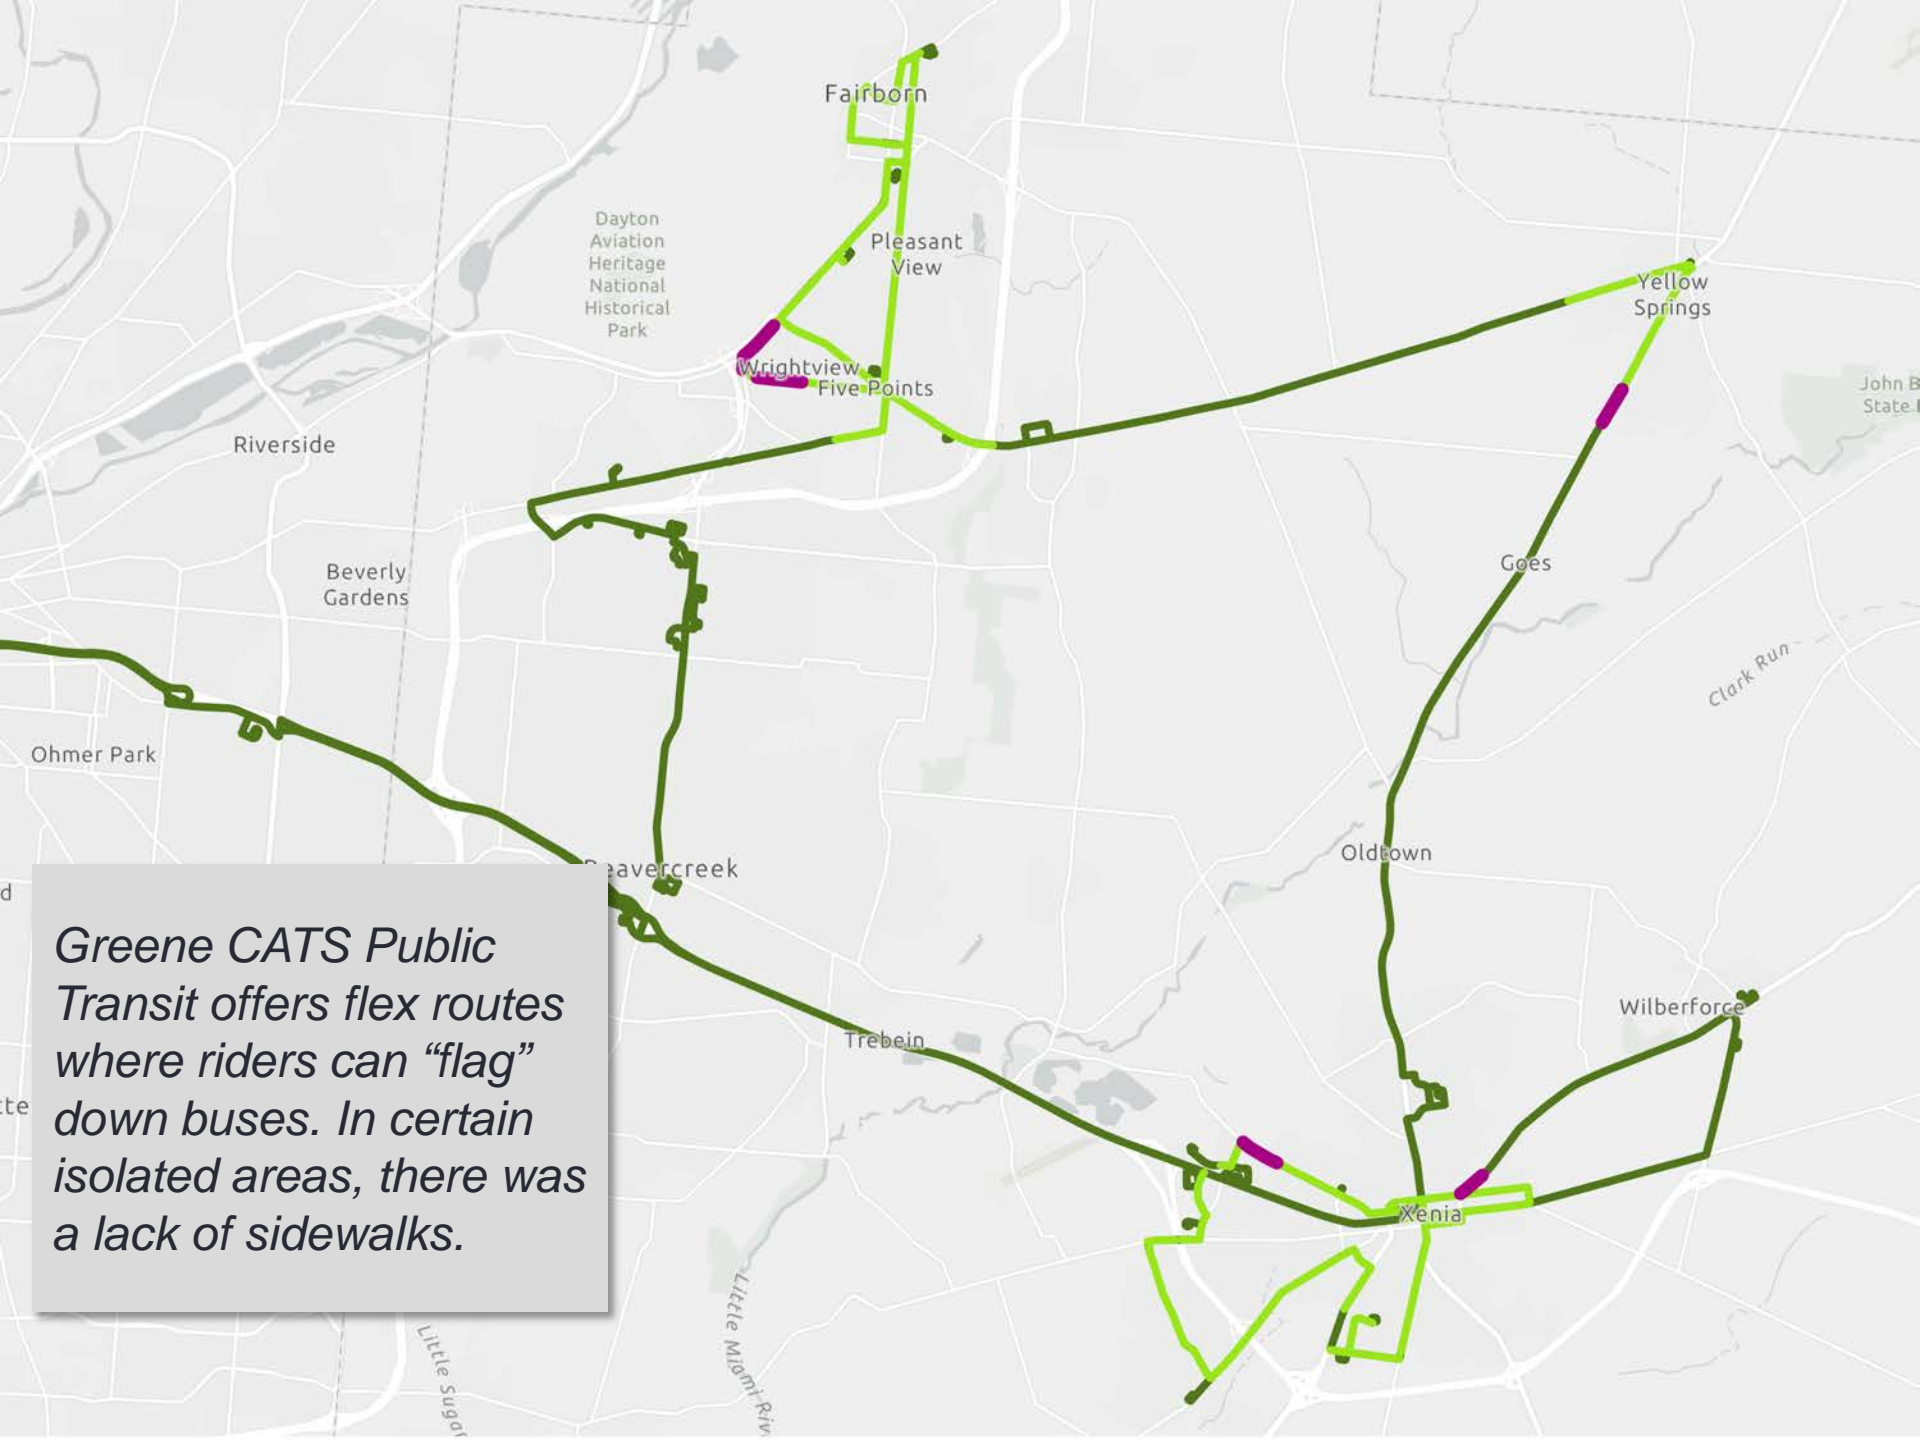 Fairborn
Dayton
Aviation
Heritage
National
Historical
Park
Pleasant
View
Yellow
Springs
Wrightview
Five Points
John B
State
Riverside
Beverly
Gardens
Goes
Clark Run
Ohmer Park
Oldtown
eavercreek
d
Greene CATS Public
Transit offers flex routes
where riders can “flag”
down buses. In certain
isolated areas, there was
a lack of sidewalks.
Wilberforce
Trebein
tte
Xenia
Little Miami Riv
Little Sugar